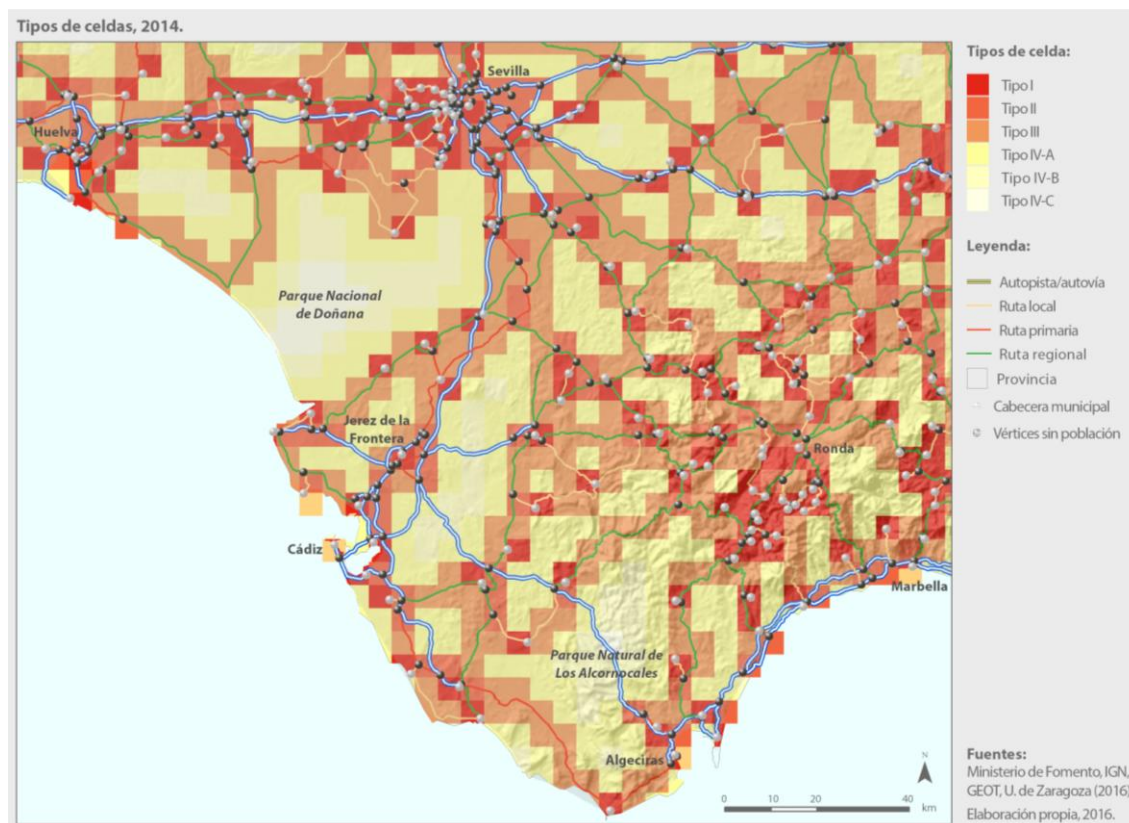 Tipos de celdas, 2014.
Sevilla
Huelva
Parque Nacional
de Doñana
Jerez de la
Frontera
Ronda
Cádiz
Marbella
Parque Natural de
Los Alcornocales
Algeciras
N
0 10 20 40
km
Tipos de celda:
Tipo I
Tipo II
Tipo III
Tipo IV-A
Tipo IV-B
Tipo IV-C
Leyenda:
Autopista/autovía
Ruta local
Ruta primaria
Ruta regional
Provincia
Cabecera municipal
Vértices sin población
Fuentes:
Ministerio de Fomento, IGN,
GEOT, U. de Zaragoza (2016)
Elaboración propia, 2016.